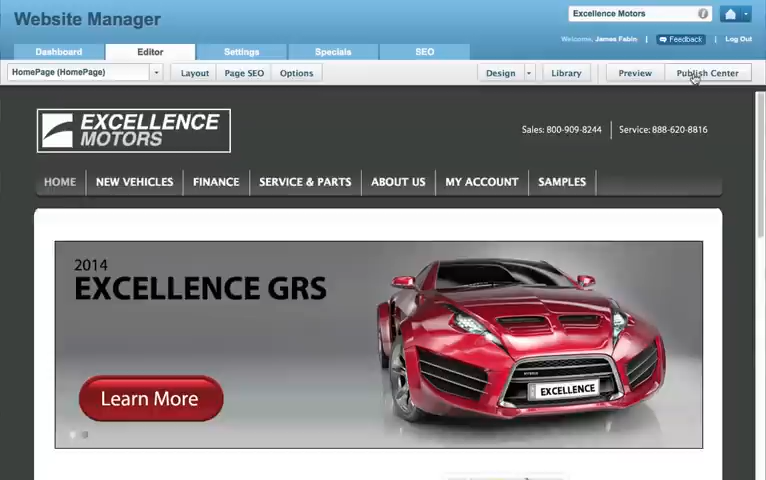 Website Manager
Excellence Motors
Welcome, James Fabin | Feedback | Log Out
Dashboard Editor Settings Specials SEO
HomePage (HomePage) Layout Page SEO Options Design Library Preview Publish Center
EXCELLENCE
MOTORS
Sales: 800-909-8244 Service: 888-620-8816
HOME NEW VEHICLES FINANCE SERVICE & PARTS ABOUT US MY ACCOUNT SAMPLES
2014
EXCELLENCE GRS
EXCELLENCE
Learn More